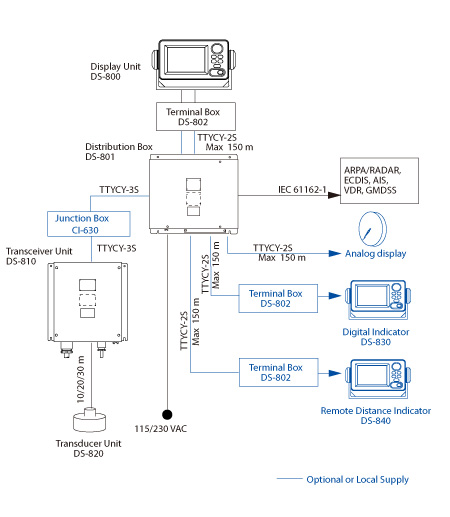 Display Unit
DS-800
Terminal Box
DS-802
TTYCY-2S
Max 150 m
Distribution Box
DS-801
TTYCY-3S
IEC 61162-1
ARPA/RADAR,
ECDIS, AIS,
VDR, GMDSS
Junction Box
CI-630
TTYCY-3S
Transceiver Unit
DS-810
TTYCY-2S
Max 150 m
Analog display
TTYCY-2S
Max 150 m
Terminal Box
DS-802
Digital Indicator
DS-830
TTYCY-2S
Max 150 m
Terminal Box
DS-802
Remote Distance Indicator
DS-840
10/20/30 m
115/230 VAC
Transducer Unit
DS-820
Optional or Local Supply